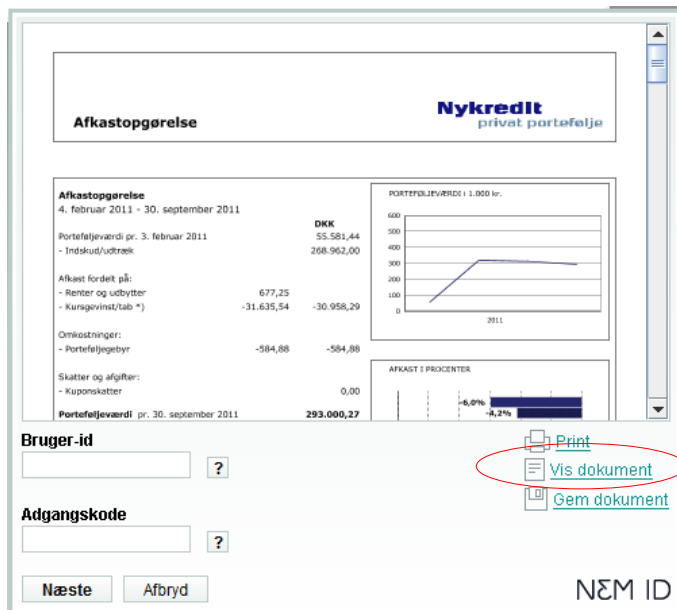 Afkastopgørelse
Nykredit
privat portefølje
Afkastopgørelse
4. februar 2011 - 30. september 2011
DKK
Porteføljeværdi pr. 3. februar 2011 55.581,44
- Indskud/udtræk 268.962,00
Afkast fordelt på:
- Renter og udbytter 677,25
- Kursgevinst/tab *) -31.635,54 -30.958,29
Omkostninger:
- Porteføljegebyr -584,88 -584,88
Skatter og afgifter:
- Kuponskatter 0,00
Porteføljeværdi pr. 30. september 2011 293.000,27
PORTEFØLJEVÆRDI i 1.000 kr.
600
500
400
300
200
100
0
2011
AFKAST I PROCENTER
-6,0%
-4,2%
Bruger-id
?
Adgangskode
?
Print
Vis dokument
Gem dokument
Næste Afbryd
NEM ID